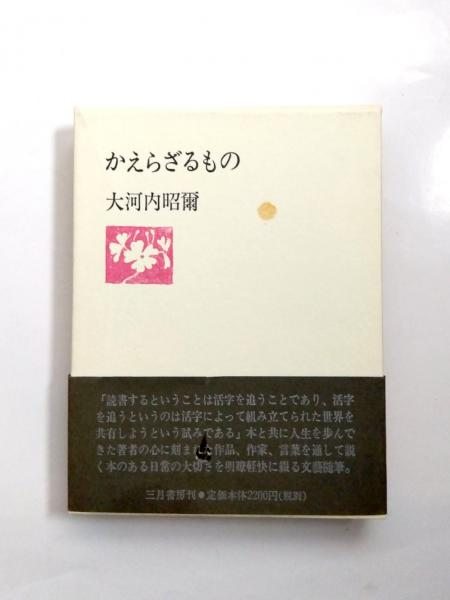 かえらざるもの
大河内昭爾
「読書するということは活字を追うことであり、活字
を追うというのは活字によって組み立てられた世界を
共有しようという試みである」本と共に人生を歩んで
きた著者の心に刻まれた作品、作家、言葉を通して説
く本のある日常の大切さを明瞭軽快に綴る文藝随筆。
三月書房刊●定価本体2200円(税別)